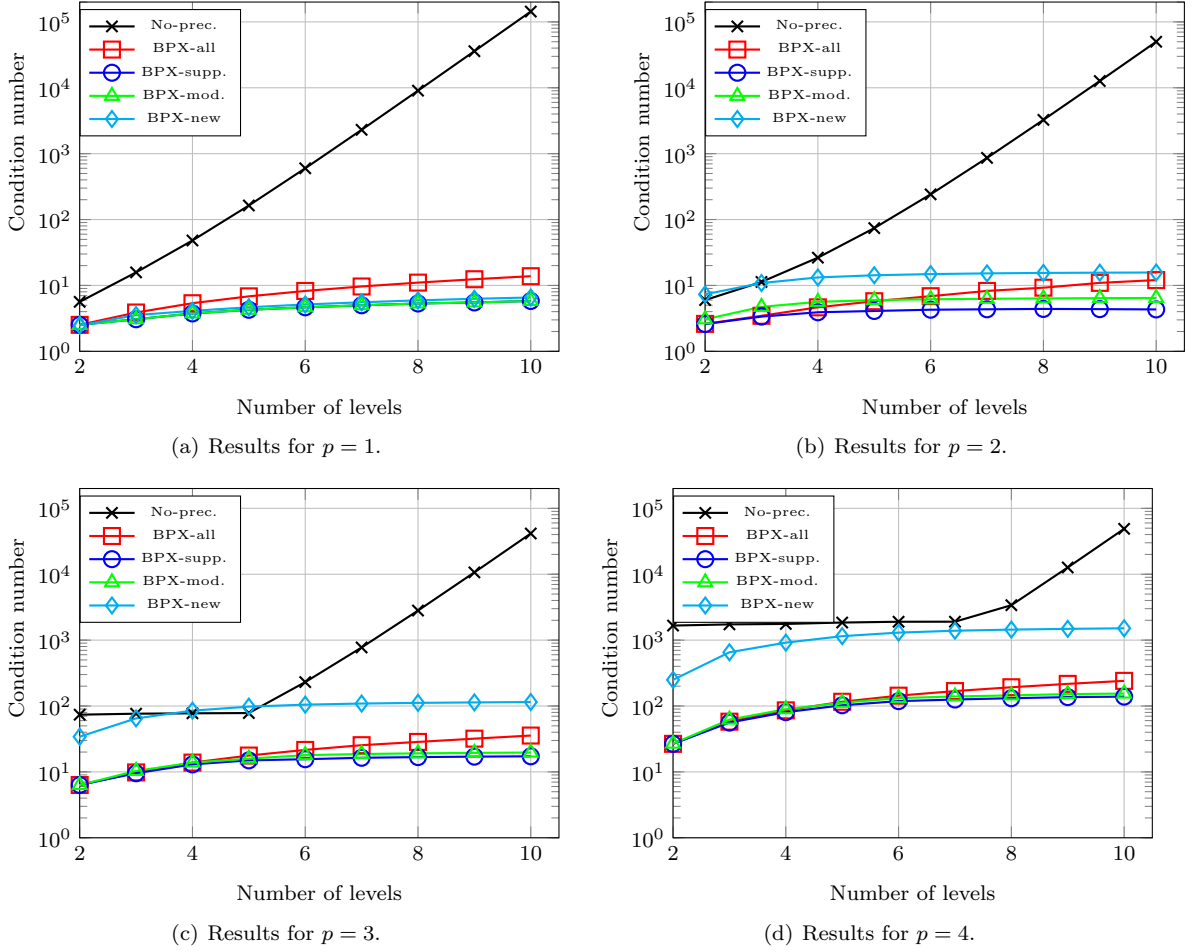 10^5
10^4
10^3
10^2
10^1
10^0
Condition number
No-prec.
BPX-all
BPX-supp.
BPX-mod.
BPX-new
2 4 6 8 10
Number of levels
(a) Results for p = 1.
10^5
10^4
10^3
10^2
10^1
10^0
Condition number
No-prec.
BPX-all
BPX-supp.
BPX-mod.
BPX-new
2 4 6 8 10
Number of levels
(b) Results for p = 2.
10^5
10^4
10^3
10^2
10^1
10^0
Condition number
No-prec.
BPX-all
BPX-supp.
BPX-mod.
BPX-new
2 4 6 8 10
Number of levels
(c) Results for p = 3.
10^5
10^4
10^3
10^2
10^1
10^0
Condition number
No-prec.
BPX-all
BPX-supp.
BPX-mod.
BPX-new
2 4 6 8 10
Number of levels
(d) Results for p = 4.